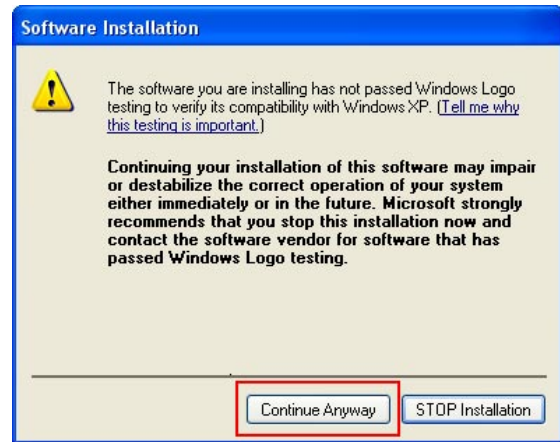 Software Installation
The software you are installing has not passed Windows Logo
testing to verify its compatibility with Windows XP. (Tell me why
this testing is important.)
Continuing your installation of this software may impair
or destabilize the correct operation of your system
either immediately or in the future. Microsoft strongly
recommends that you stop this installation now and
contact the software vendor for software that has
passed Windows Logo testing.
Continue Anyway
STOP Installation